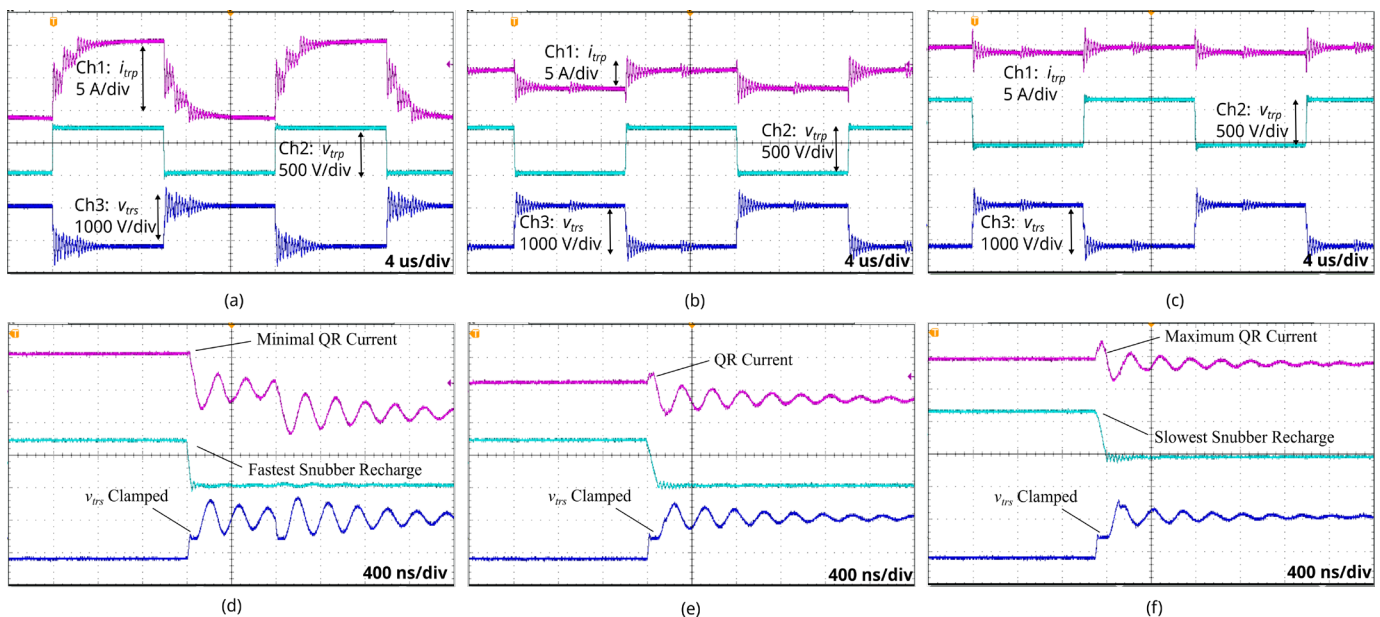 T
Ch1: itrp
5 A/div
Ch2: vtrp
500 V/div
Ch3: vtrs
1000 V/div
4 us/div
(a)
T
Ch1: itrp
5 A/div
Ch2: vtrp
500 V/div
Ch3: vtrs
1000 V/div
4 us/div
(b)
T
Ch1: itrp
5 A/div
Ch2: vtrp
500 V/div
Ch3: vtrs
1000 V/div
4 us/div
(c)
T
Minimal QR Current
Fastest Snubber Recharge
vtrs Clamped
400 ns/div
(d)
T
QR Current
vtrs Clamped
400 ns/div
(e)
T
Maximum QR Current
Slowest Snubber Recharge
vtrs Clamped
400 ns/div
(f)